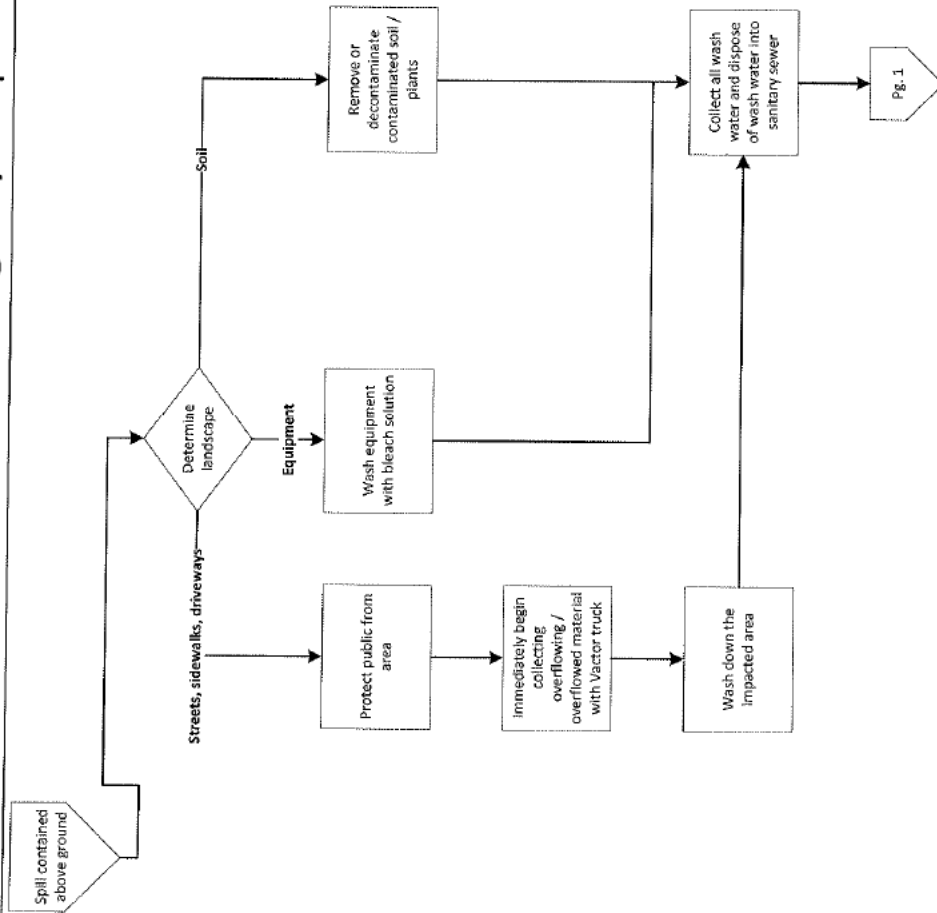 Spill contained
above ground
Determine
landscape
Streets, sidewalks, driveways
Equipment
Soil
Protect public from
area
Wash equipment
with bleach solution
Remove or
decontaminate
contaminated soil /
plants
Immediately begin
collecting
overflowing /
overflowed material
with Vactor truck
Wash down the
Impacted area
Collect all wash
water and dispose
of wash water into
sanitary sewer
Pg. 1